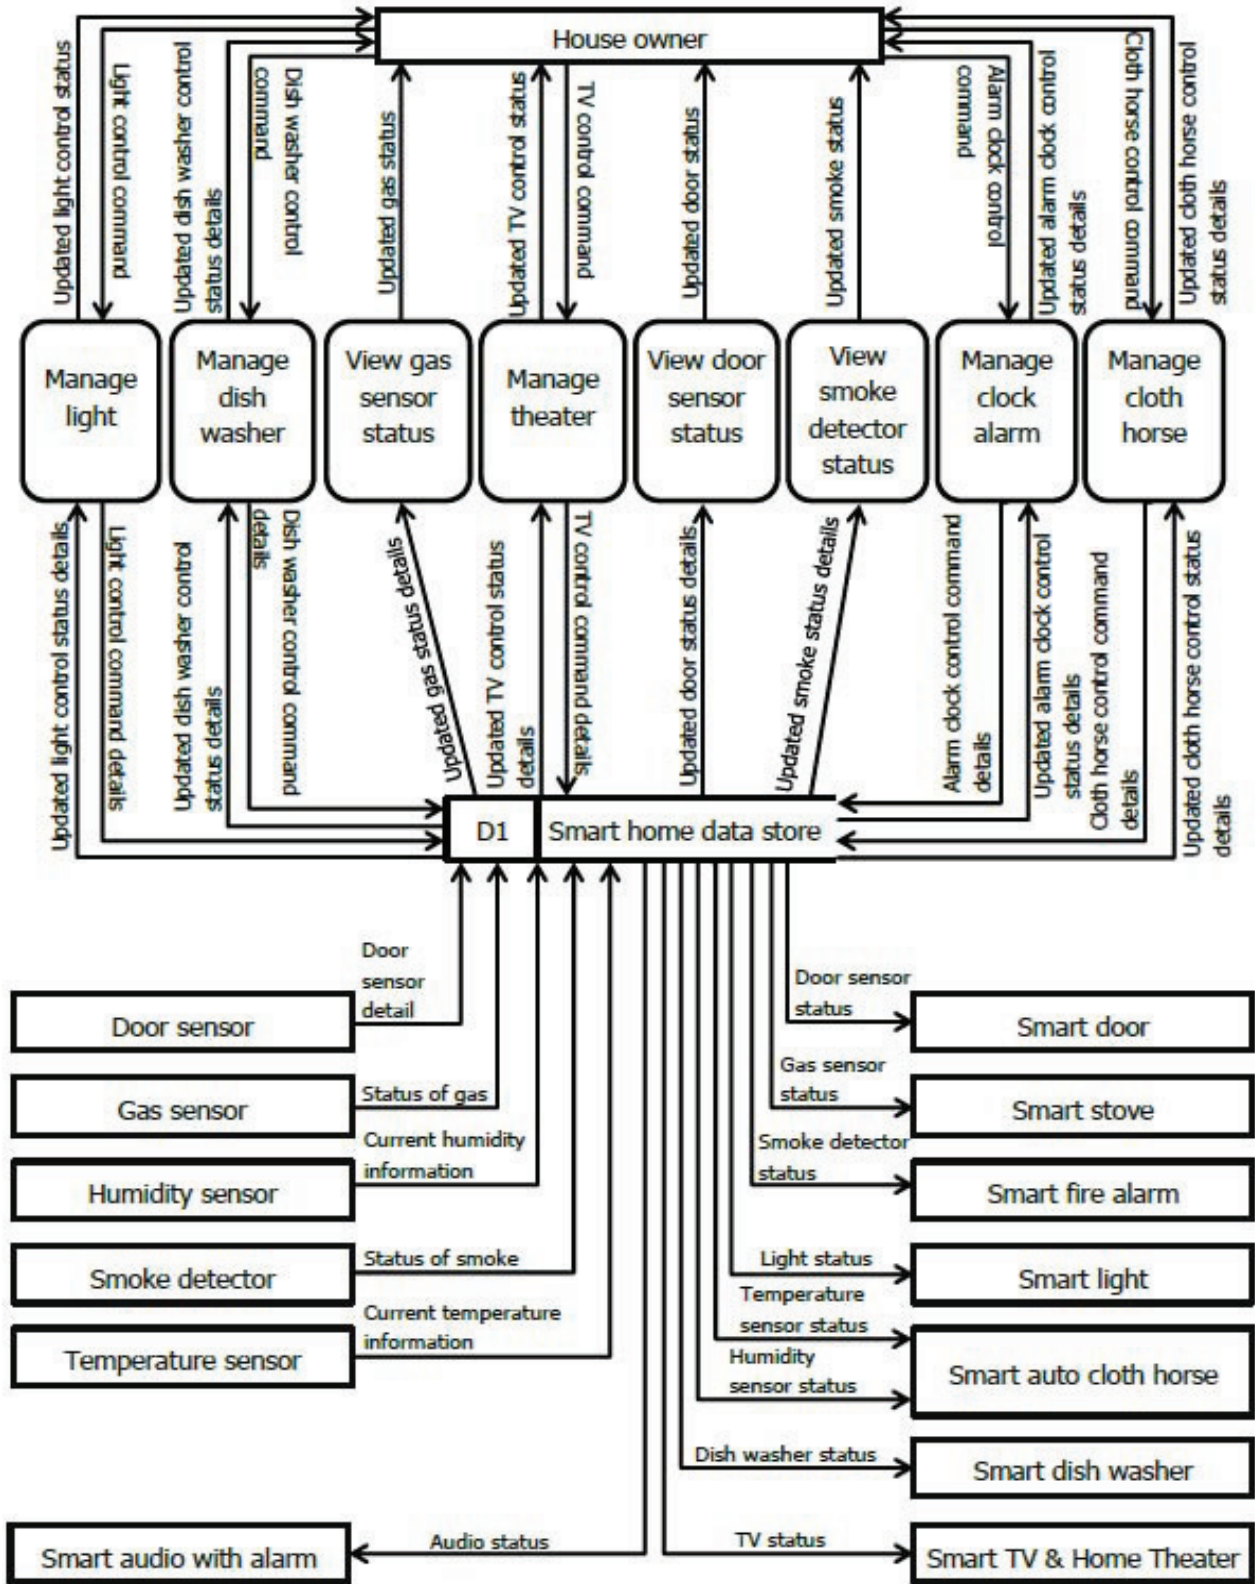 House owner
Updated light control status
Light control command
Updated dish washer control
status details
Dish washer control
command
Updated gas status
Updated TV control status
TV control command
Updated door status
Updated smoke status
Alarm clock control
command
Updated alarm clock control
status details
Cloth horse control command
Updated cloth horse control
status details
Manage
light
Manage
dish
washer
View gas
sensor
status
Manage
theater
View door
sensor
status
View
smoke
detector
status
Manage
clock
alarm
Manage
cloth
horse
Updated light control status details
Light control command details
Updated dish washer control
status details
Dish washer control command
details
Updated gas status details
Updated TV control status
details
TV control command details
Updated door status details
Updated smoke status details
Alarm clock control command
details
Updated alarm clock control
status details
Cloth horse control command
details
Updated cloth horse control status
details
D1
Smart home data store
Door
sensor
detail
Door sensor
Status of gas
Gas sensor
Current humidity
information
Humidity sensor
Status of smoke
Smoke detector
Current temperature
information
Temperature sensor
Door sensor
status
Smart door
Gas sensor
status
Smart stove
Smoke detector
status
Smart fire alarm
Light status
Smart light
Temperature
sensor status
Humidity
sensor status
Smart auto cloth horse
Dish washer status
Smart dish washer
Audio status
Smart audio with alarm
TV status
Smart TV & Home Theater